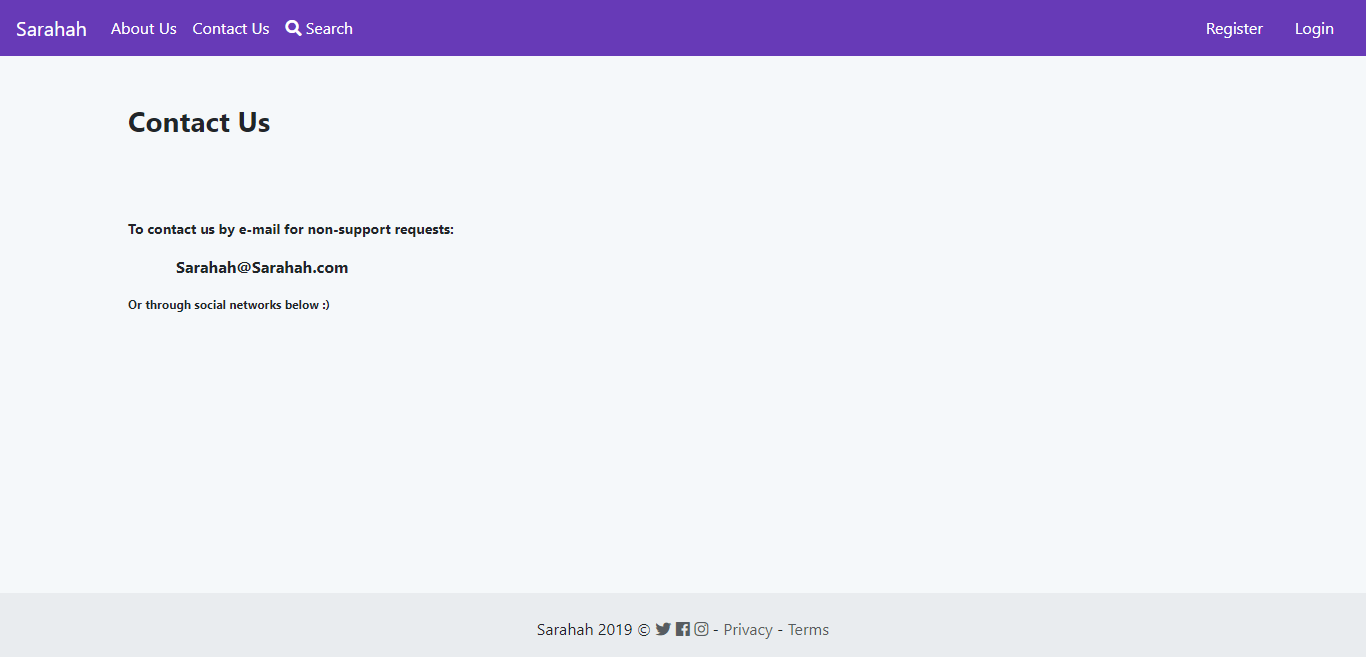 Sarahah About Us Contact Us Search Register Login
Contact Us
To contact us by e-mail for non-support requests:
Sarahah@Sarahah.com
Or through social networks below :)
Sarahah 2019 © - Privacy - Terms